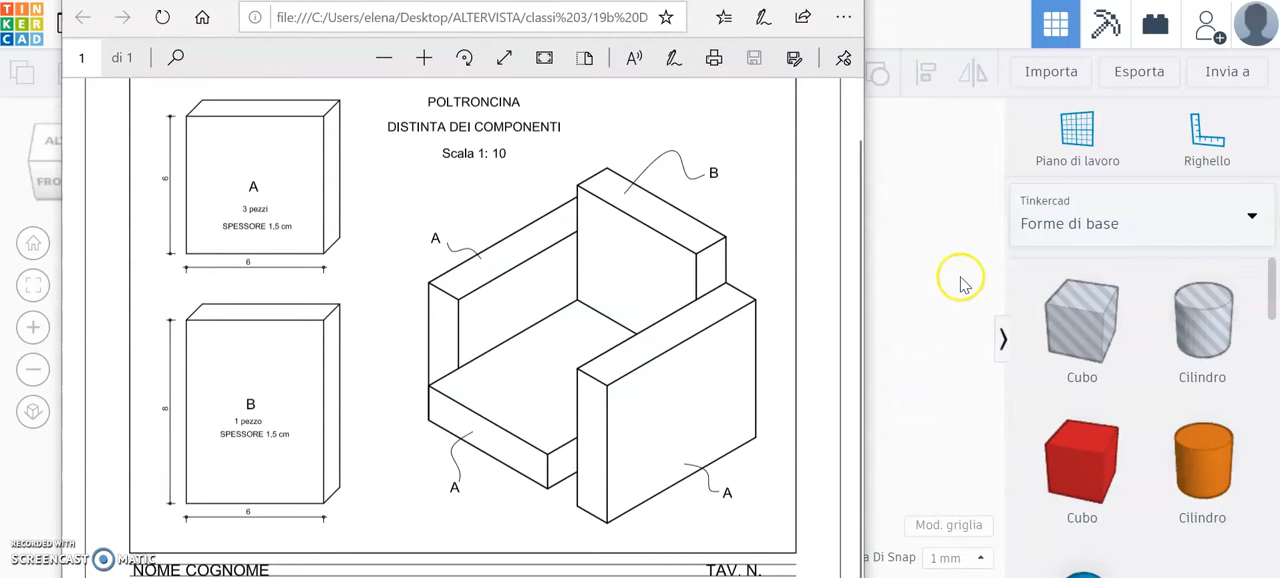 TIN
KER
CAD
file:///C:/Users/elena/Desktop/ALTERVISTA/classi%203/19b%20D
1 di 1
Importa
Esporta
Invia a
POLTRONCINA
DISTINTA DEI COMPONENTI
Scala 1: 10
6
A
3 pezzi
SPESSORE 1,5 cm
6
8
B
1 pezzo
SPESSORE 1,5 cm
6
B
A
A
A
FRO
Piano di lavoro
Righello
Tinkercad
Forme di base
Cubo
Cilindro
Cubo
Cilindro
Mod. griglia
a Di Snap
1 mm
RECORDED WITH
SCREENCAST MATIC
NOME COGNOME
TAV. N.